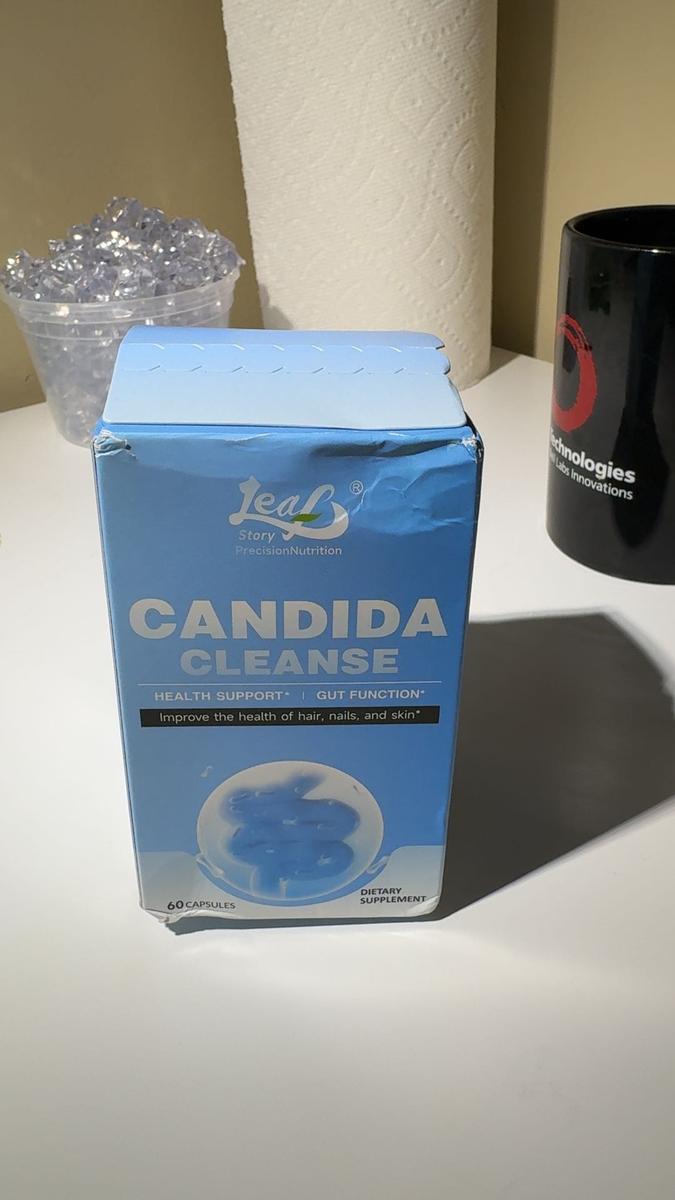 Leaf®
Story
PrecisionNutrition
CANDIDA
CLEANSE
HEALTH SUPPORT* | GUT FUNCTION*
Improve the health of hair, nails, and skin*
60 CAPSULES
DIETARY
SUPPLEMENT
Technologies
Labs Innovations